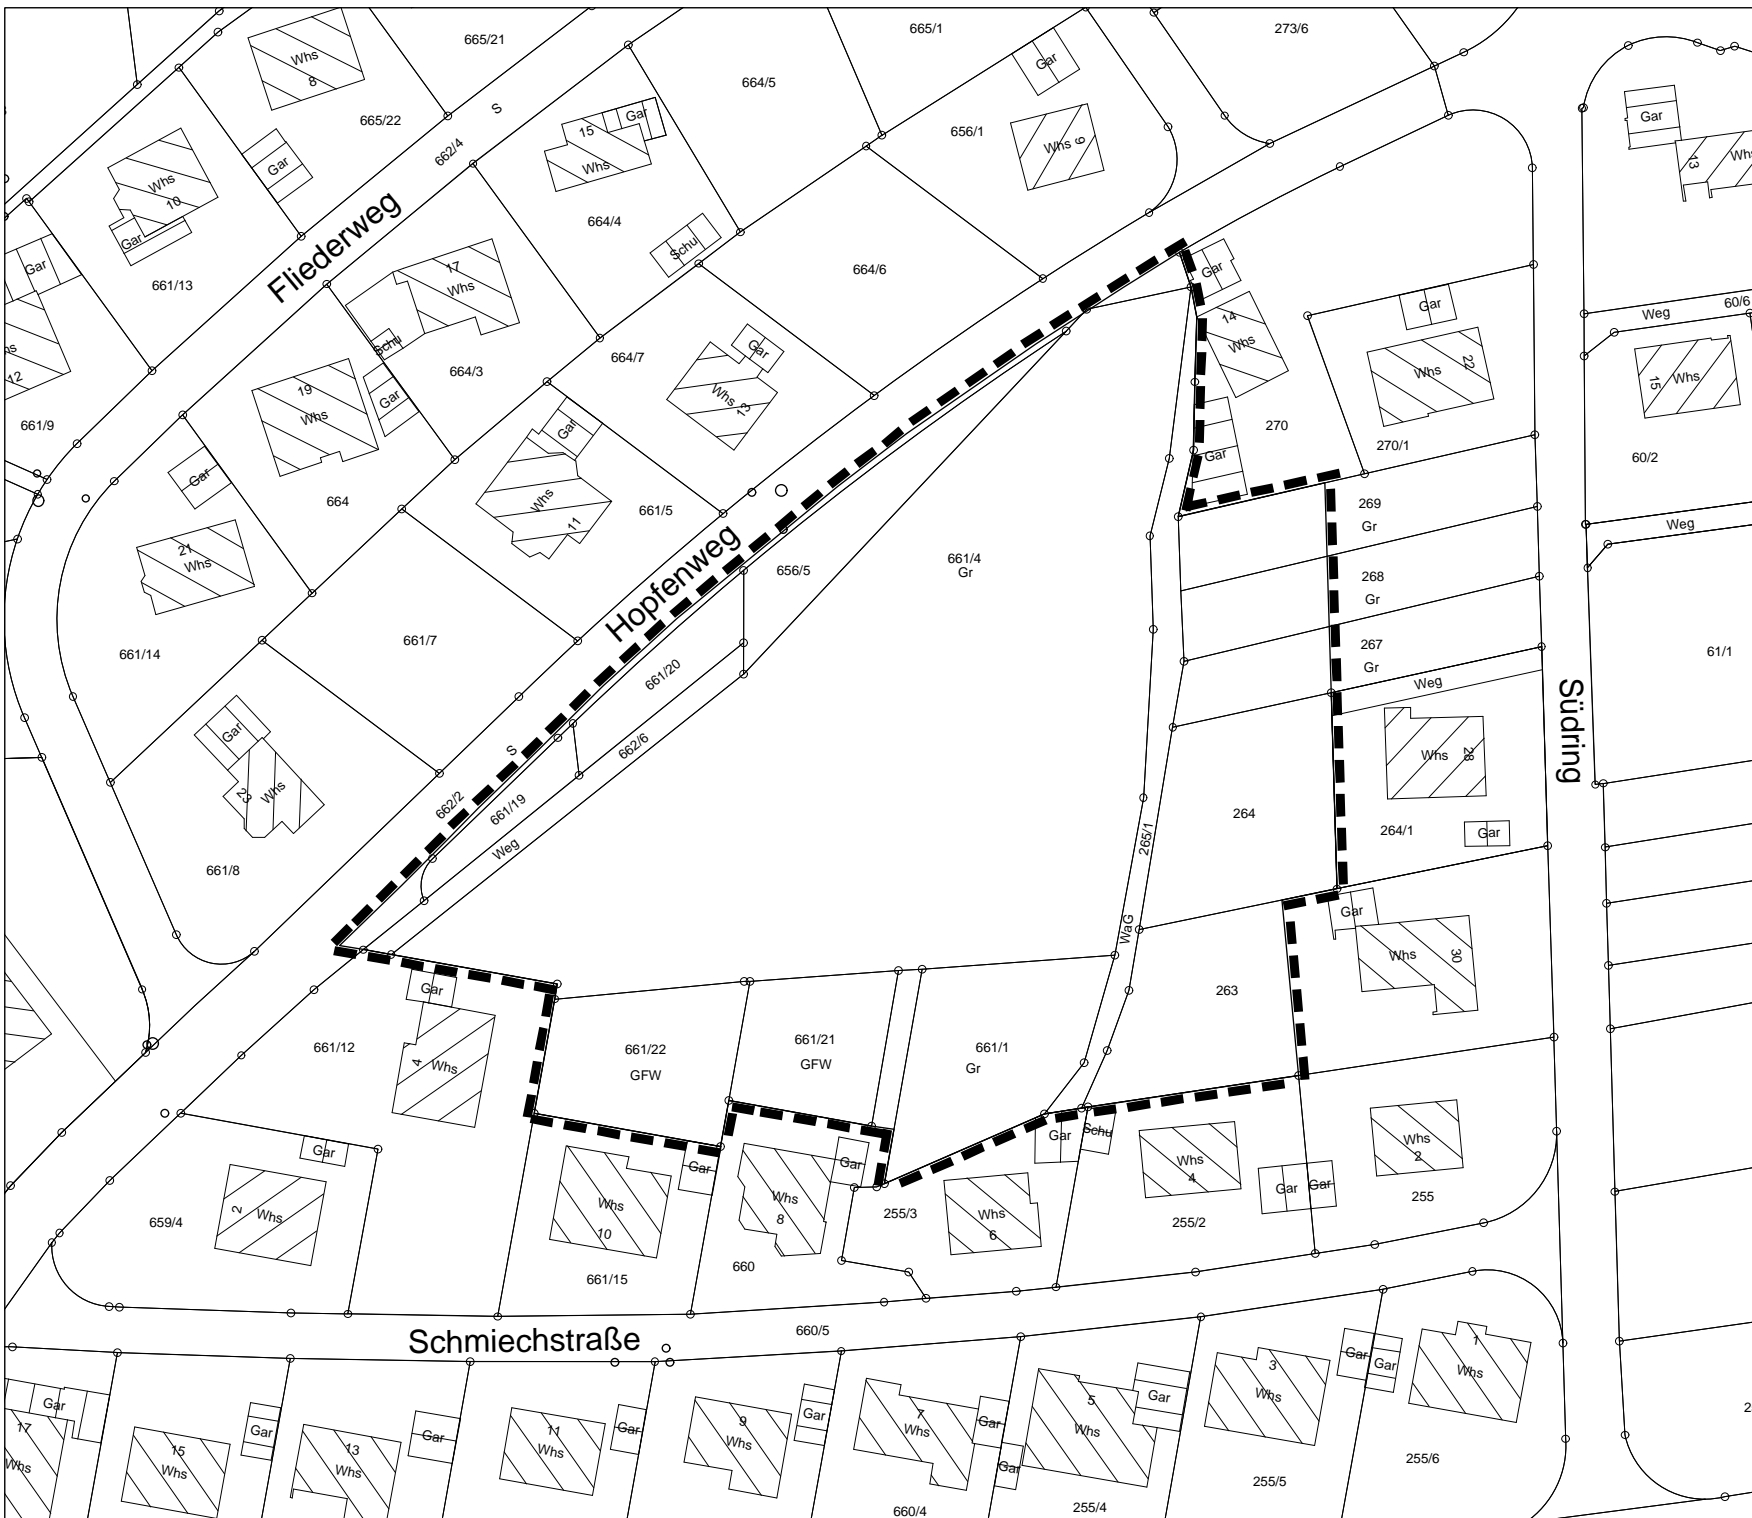 665/21
665/1
273/6
664/5
Whs
8
665/22
S
662/4
Gar
15
Gar
Whs
656/1
Whs 9
Gar
13
Whs
Gar
Whs
10
Gar
Gar
661/13
Fliederweg
664/4
Schu
664/6
Gar
17
Whs
Schu
664/3
664/7
Gar
Whs
13
14
Whs
Gar
22
Whs
60/6
Weg
15
Whs
12
661/9
19
Whs
Gar
Gar
664
Gar
Whs
11
661/5
270
270/1
Gar
60/2
269
Gr
Weg
21
Whs
661/14
661/7
Hopfenweg
656/5
661/4
Gr
268
Gr
267
Gr
Weg
61/1
Südring
661/20
662/6
S
662/2
661/19
Weg
Gar
23
Whs
661/8
265/1
264
Whs
28
264/1
Gar
WaG
Gar
Whs
30
263
Gar
661/12
4
Whs
661/22
GFW
661/21
GFW
661/1
Gr
Gar
2
Whs
659/4
Whs
10
Gar
661/15
Whs
8
Gar
660
255/3
Whs
6
Gar
Schu
Whs
4
255/2
Gar
Gar
Whs
2
255
Schmiechstraße
660/5
17
Whs
Gar
15
Whs
Gar
13
Whs
Gar
11
Whs
Gar
9
Whs
Gar
7
Whs
Gar
Gar
660/4
5
Whs
Gar
255/4
3
Whs
255/5
Gar
Gar
1
Whs
255/6